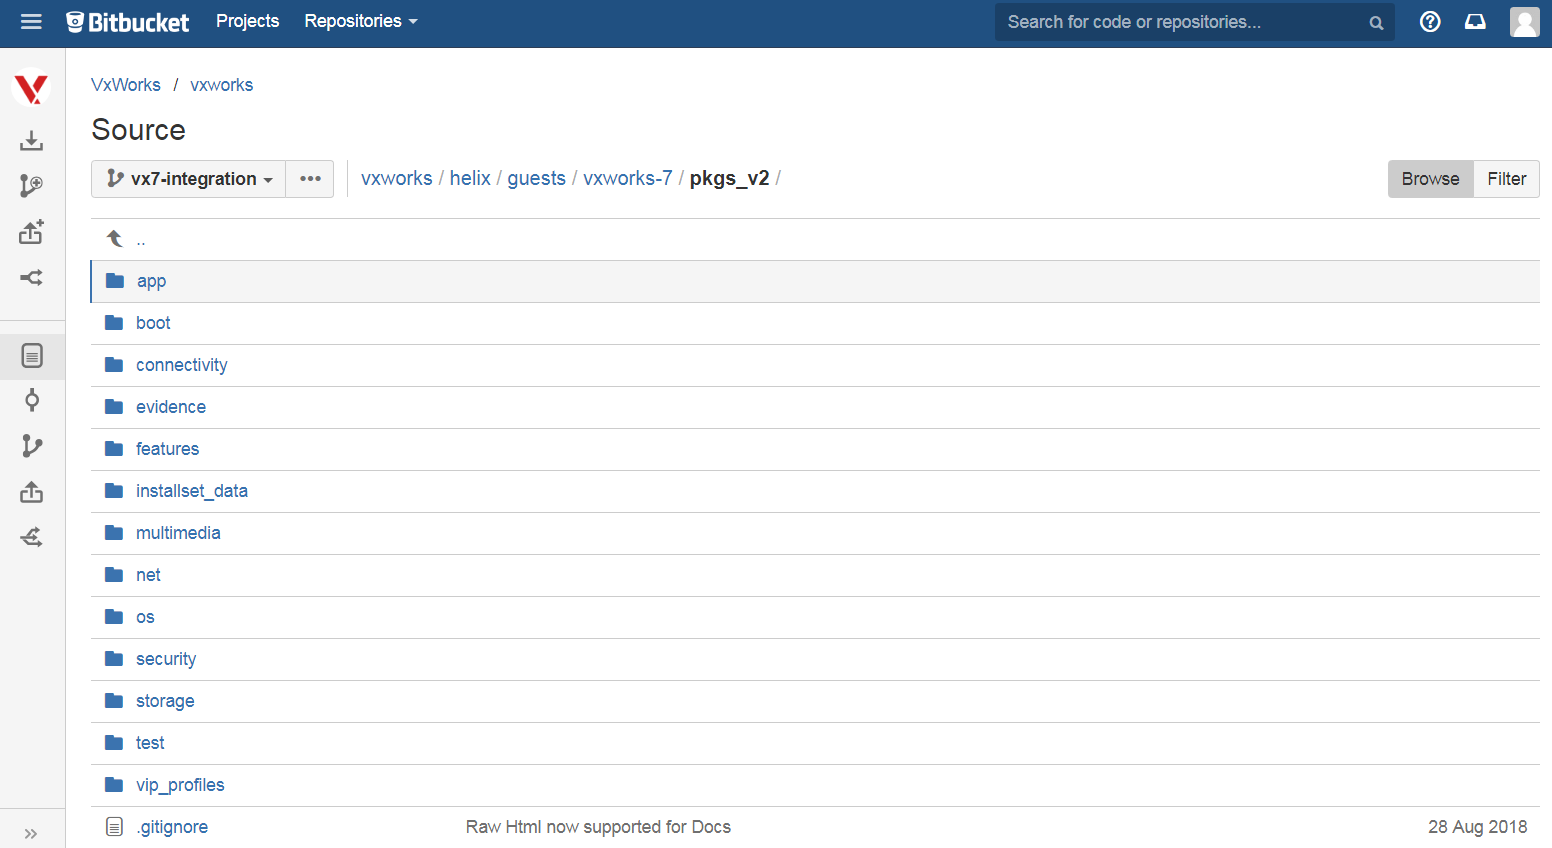 Bitbucket Projects Repositories Search for code or repositories...
VxWorks / vxworks
Source
vx7-integration ••• vxworks / helix / guests / vxworks-7 / pkgs_v2 / Browse Filter
..
app
boot
connectivity
evidence
features
installset_data
multimedia
net
os
security
storage
test
vip_profiles
.gitignore Raw Html now supported for Docs 28 Aug 2018